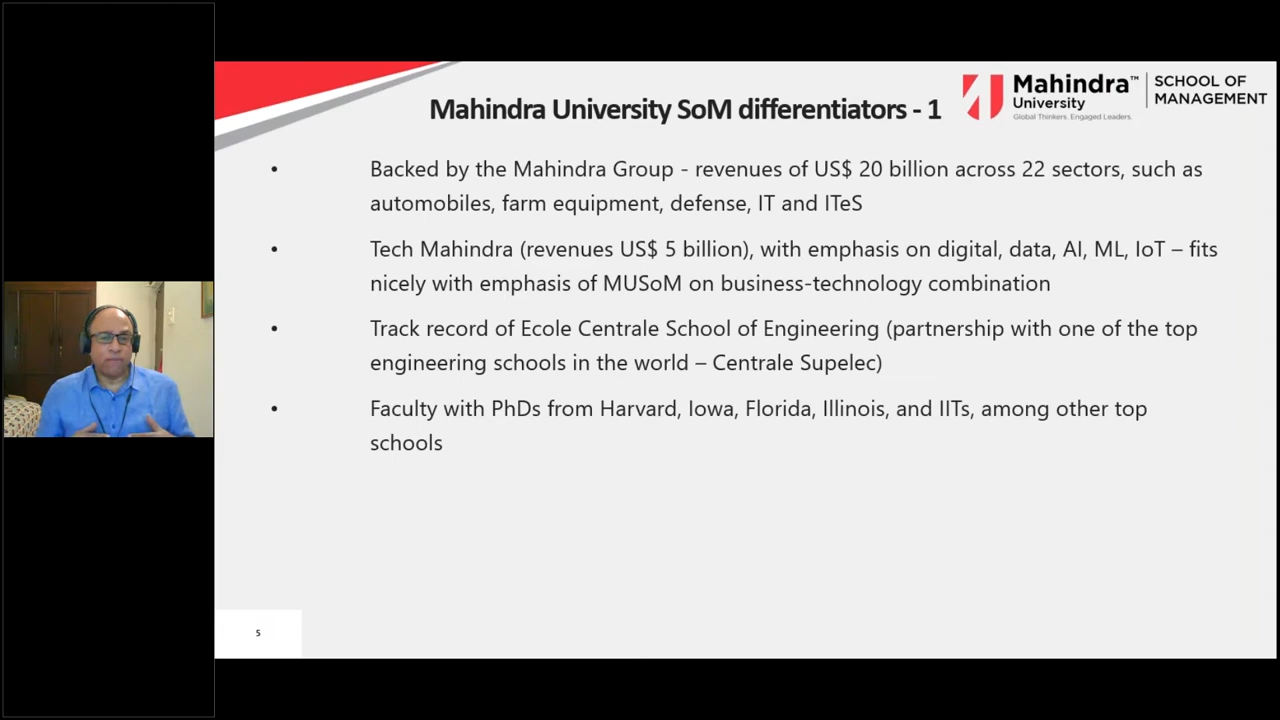 Mahindra University SoM differentiators - 1
Mahindra™
University
Global Thinkers. Engaged Leaders.
SCHOOL OF
MANAGEMENT
• Backed by the Mahindra Group - revenues of US$ 20 billion across 22 sectors, such as
automobiles, farm equipment, defense, IT and ITeS
• Tech Mahindra (revenues US$ 5 billion), with emphasis on digital, data, AI, ML, IoT – fits
nicely with emphasis of MUSoM on business-technology combination
• Track record of Ecole Centrale School of Engineering (partnership with one of the top
engineering schools in the world – Centrale Supelec)
• Faculty with PhDs from Harvard, Iowa, Florida, Illinois, and IITs, among other top
schools
5